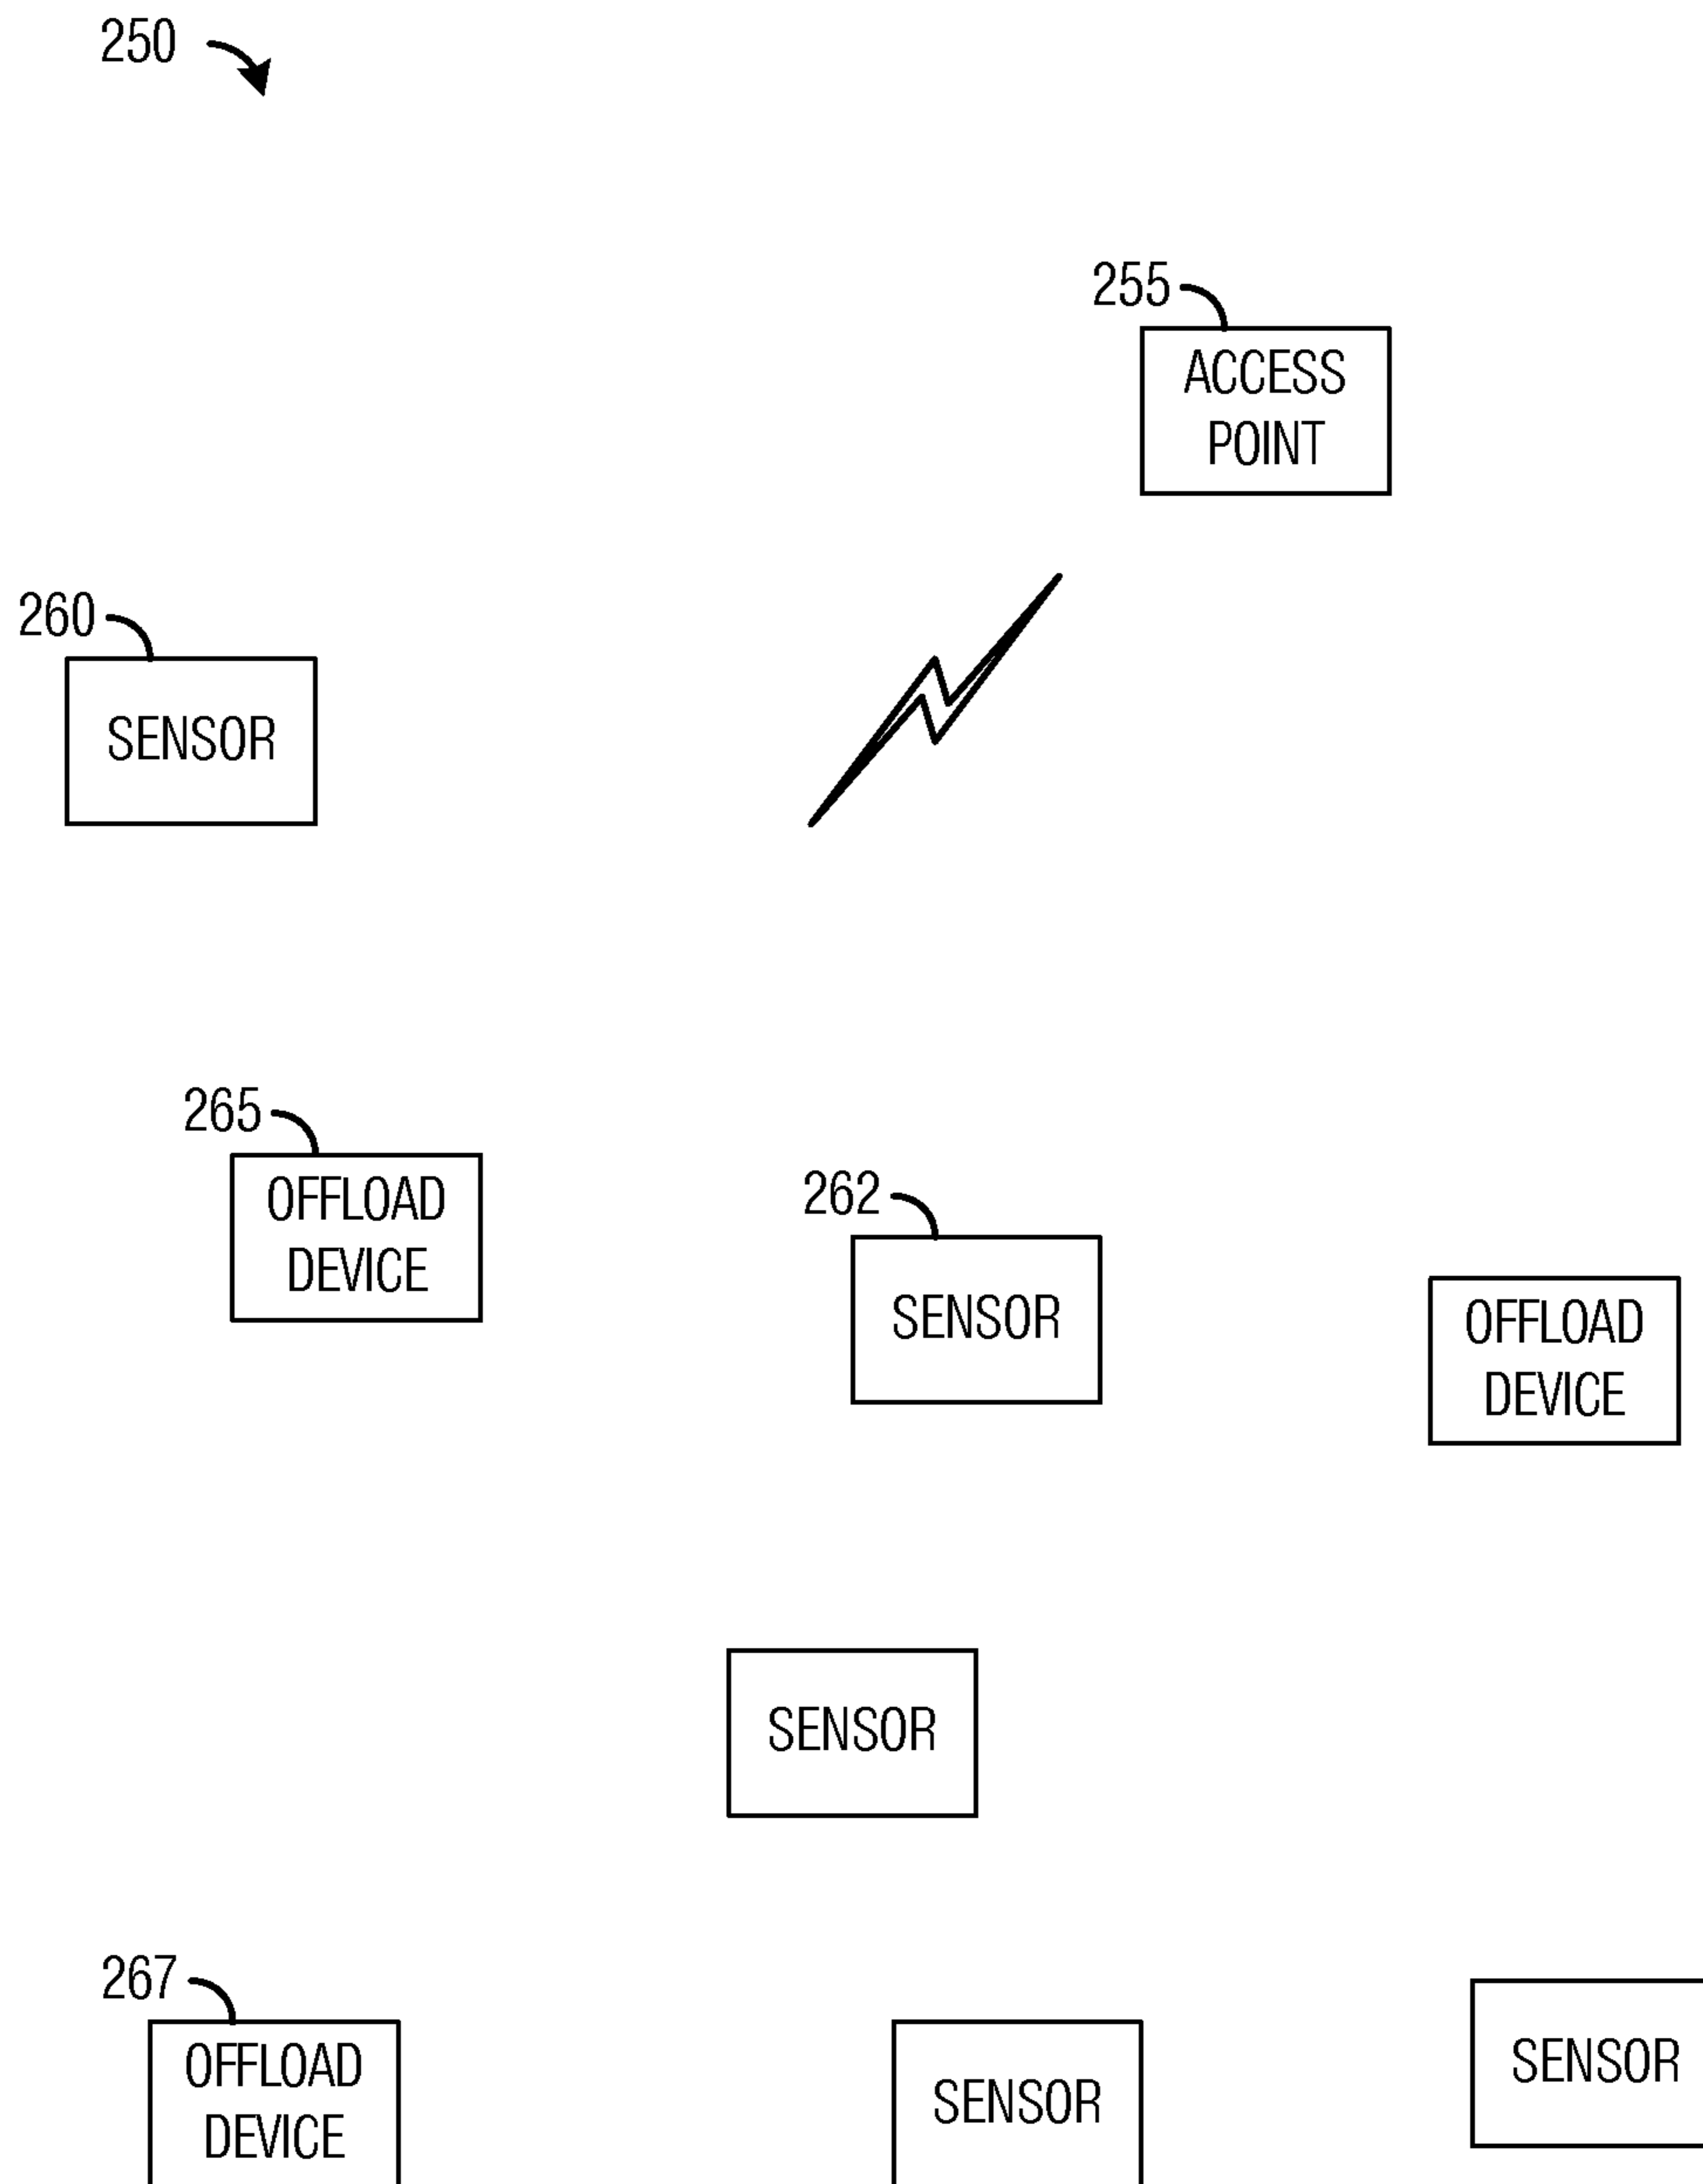 250
255
ACCESS
POINT
260
SENSOR
265
OFFLOAD
DEVICE
262
SENSOR
OFFLOAD
DEVICE
SENSOR
267
OFFLOAD
DEVICE
SENSOR
SENSOR